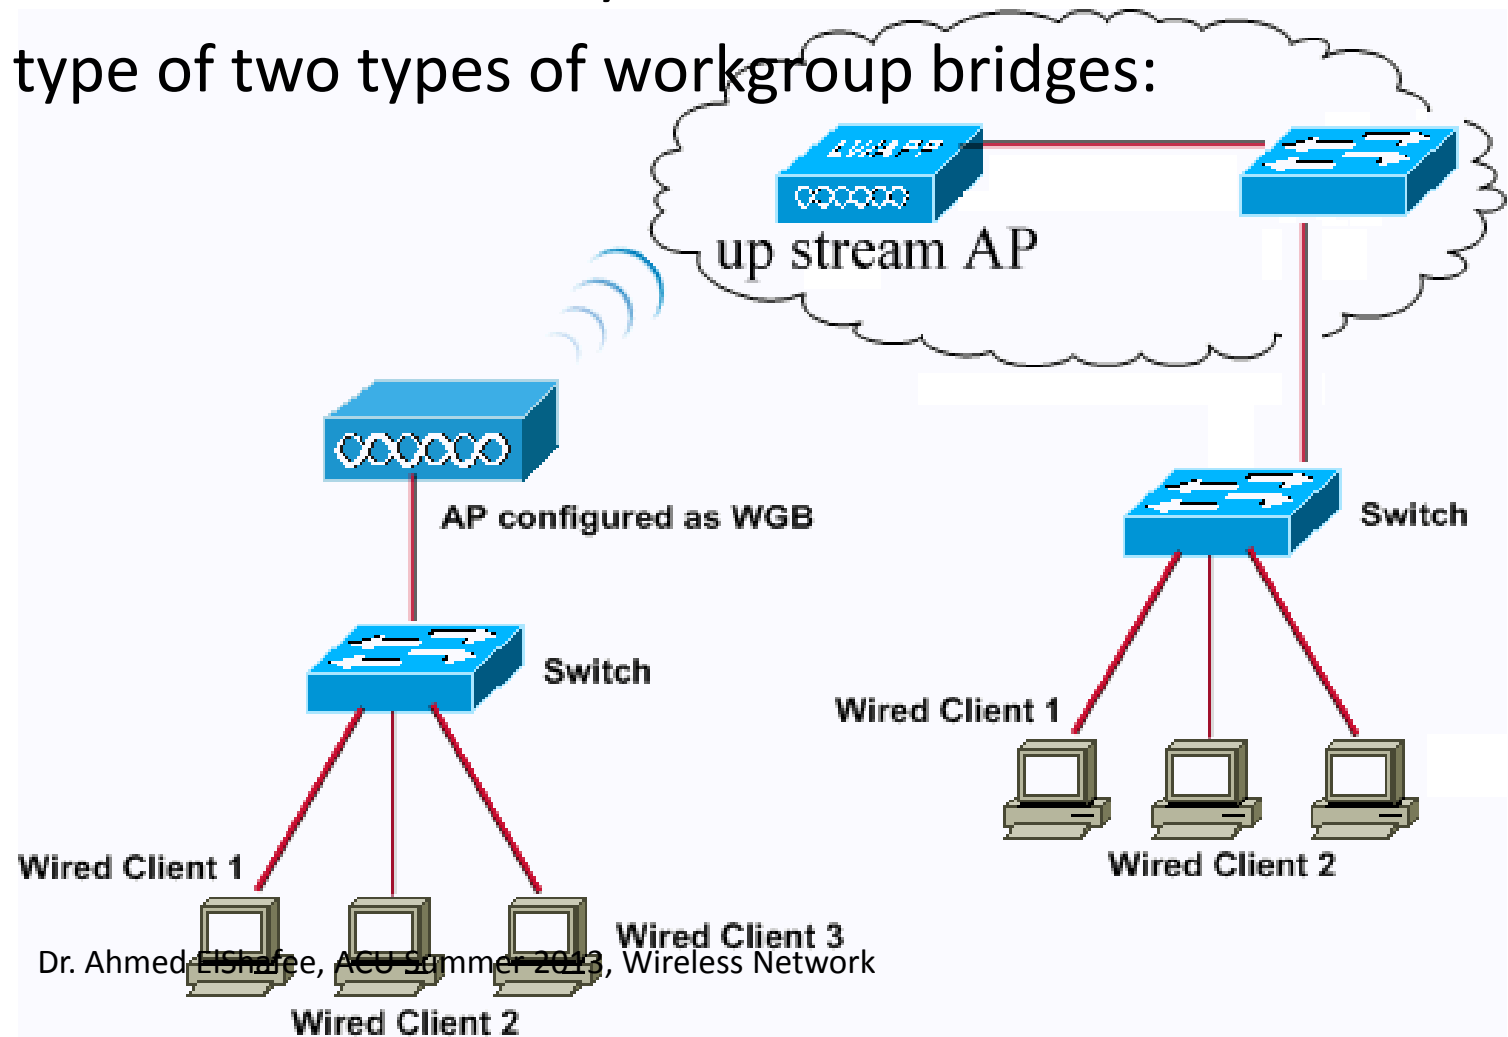 type of two types of workgroup bridges:
LWAPP
up stream AP
AP configured as WGB
Switch
Switch
Wired Client 1
Wired Client 2
Wired Client 1
Wired Client 3
Dr. Ahmed ElShafee, ACU Summer 2013, Wireless Network
Wired Client 2